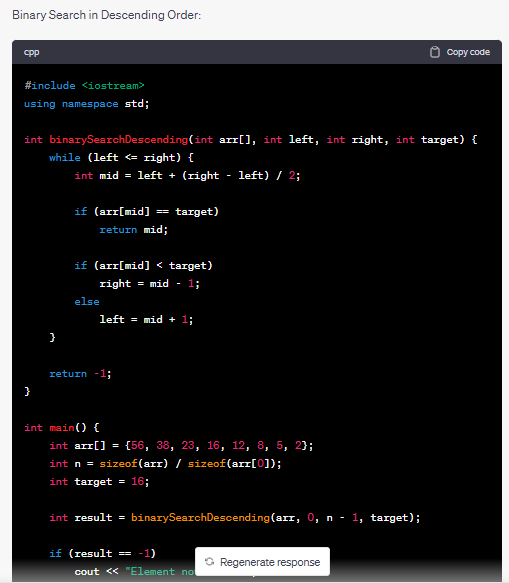 Binary Search in Descending Order:
cpp
Copy code
#include <iostream>
using namespace std;
int binarySearchDescending(int arr[], int left, int right, int target) {
while (left <= right) {
int mid = left + (right - left) / 2;
if (arr[mid] == target)
return mid;
if (arr[mid] < target)
right = mid - 1;
else
left = mid + 1;
}
return -1;
}
int main() {
int arr[] = {56, 38, 23, 16, 12, 8, 5, 2};
int n = sizeof(arr) / sizeof(arr[0]);
int target = 16;
int result = binarySearchDescending(arr, 0, n - 1, target);
if (result == -1)
cout << "Element no
Regenerate response